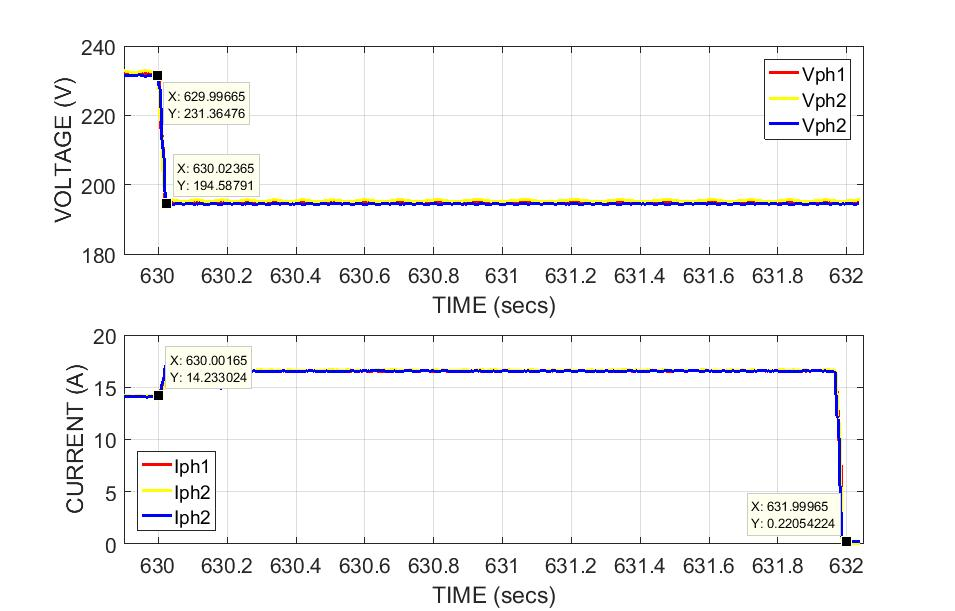 240
220
200
180
VOLTAGE (V)
X: 629.99665
Y: 231.36476
X: 630.02365
Y: 194.58791
Vph1
Vph2
Vph2
630 630.2 630.4 630.6 630.8 631 631.2 631.4 631.6 631.8 632
TIME (secs)
20
15
10
5
0
CURRENT (A)
X: 630.00165
Y: 14.233024
Iph1
Iph2
Iph2
X: 631.99965
Y: 0.22054224
630 630.2 630.4 630.6 630.8 631 631.2 631.4 631.6 631.8 632
TIME (secs)